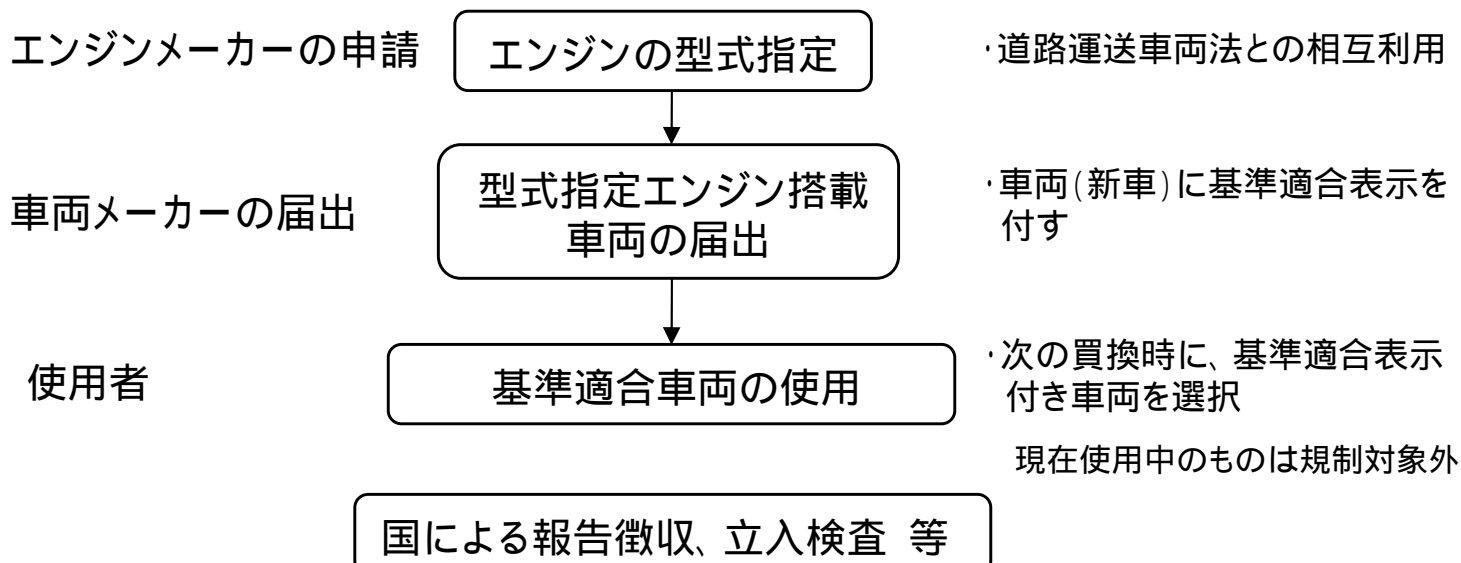 エンジンメーカーの申請
エンジンの型式指定
・道路運送車両法との相互利用
車両メーカーの届出
型式指定エンジン搭載
車両の届出
・車両(新車)に基準適合表示を
付す
使用者
基準適合車両の使用
・次の買換時に、基準適合表示
付き車両を選択
現在使用中のものは規制対象外
国による報告徴収、立入検査 等